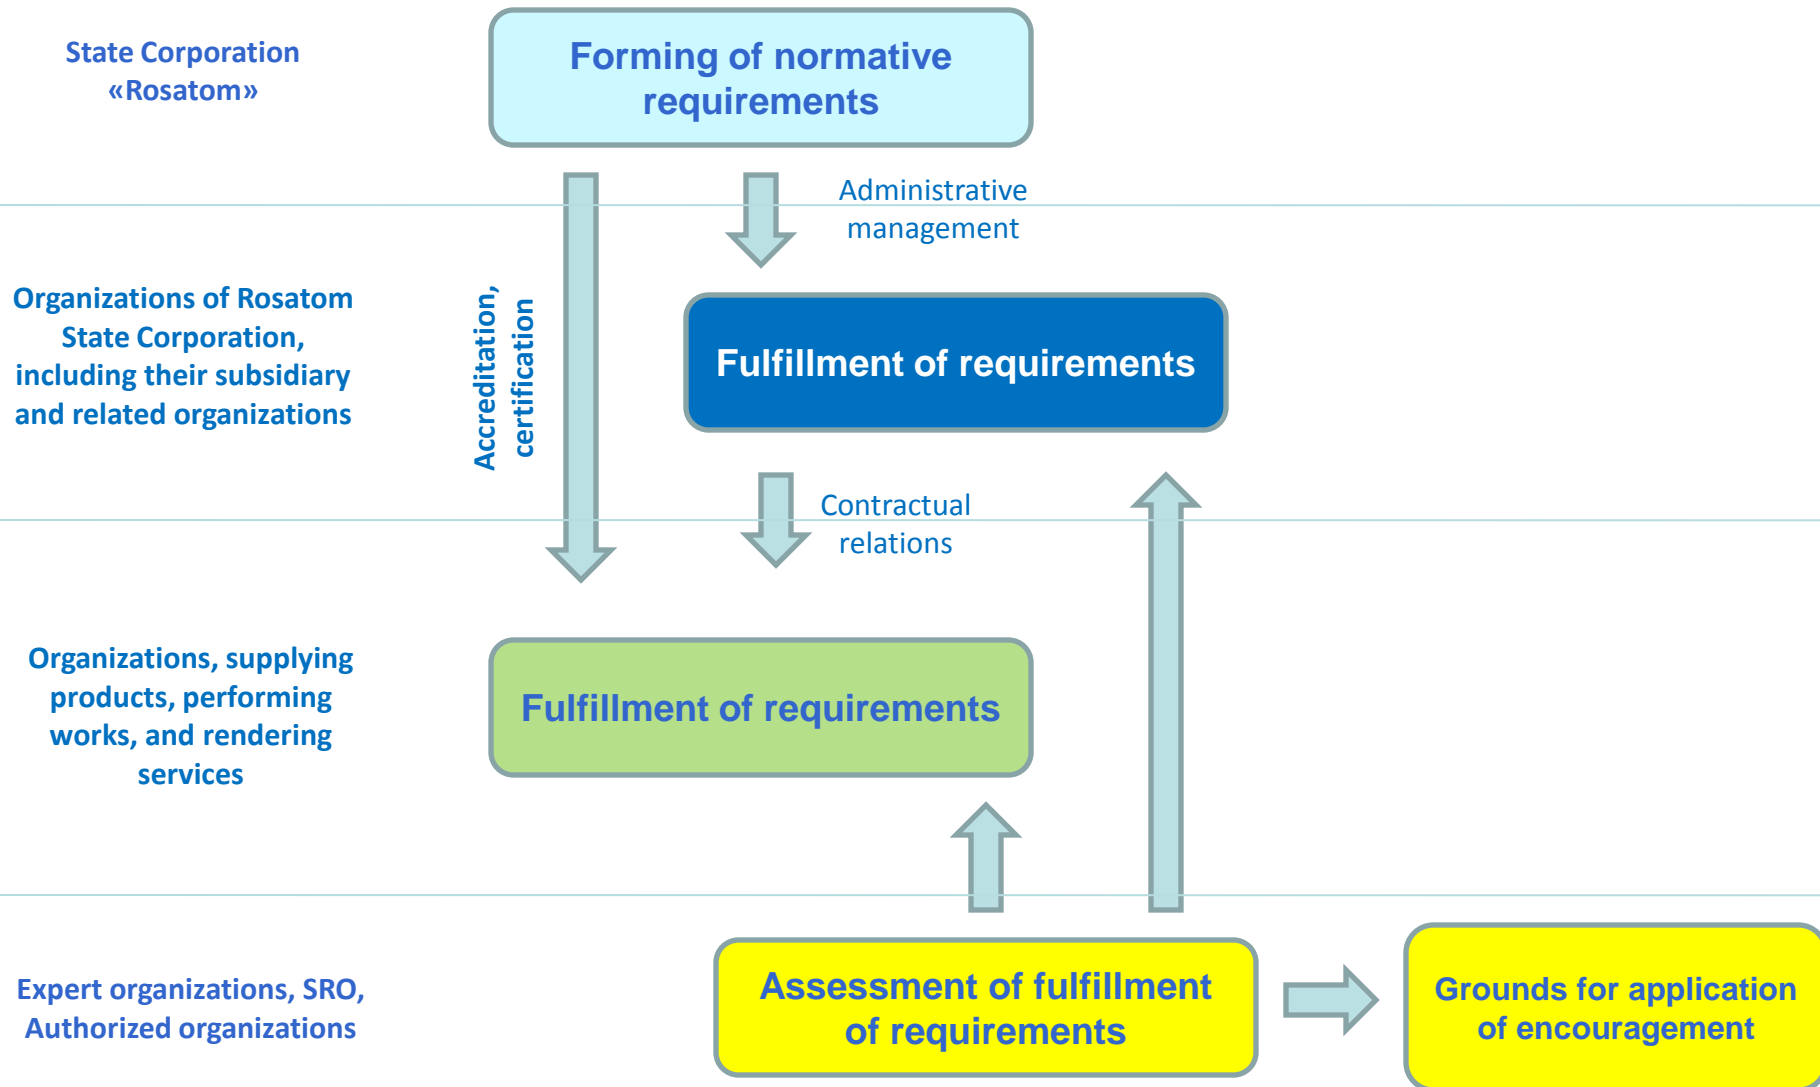 State Corporation
«Rosatom»
Forming of normative
requirements
Administrative
management
Organizations of Rosatom
State Corporation,
including their subsidiary
and related organizations
Accreditation,
certification
Fulfillment of requirements
Contractual
relations
Organizations, supplying
products, performing
works, and rendering
services
Fulfillment of requirements
Expert organizations, SRO,
Authorized organizations
Assessment of fulfillment
of requirements
Grounds for application
of encouragement